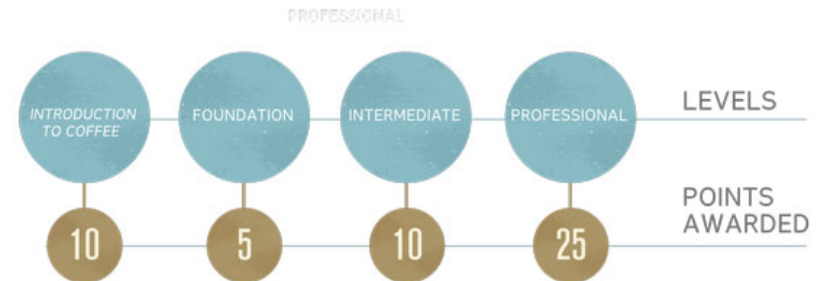 PROFESSIONAL
INTRODUCTION
TO COFFEE
FOUNDATION
INTERMEDIATE
PROFESSIONAL
LEVELS
10
5
10
25
POINTS
AWARDED